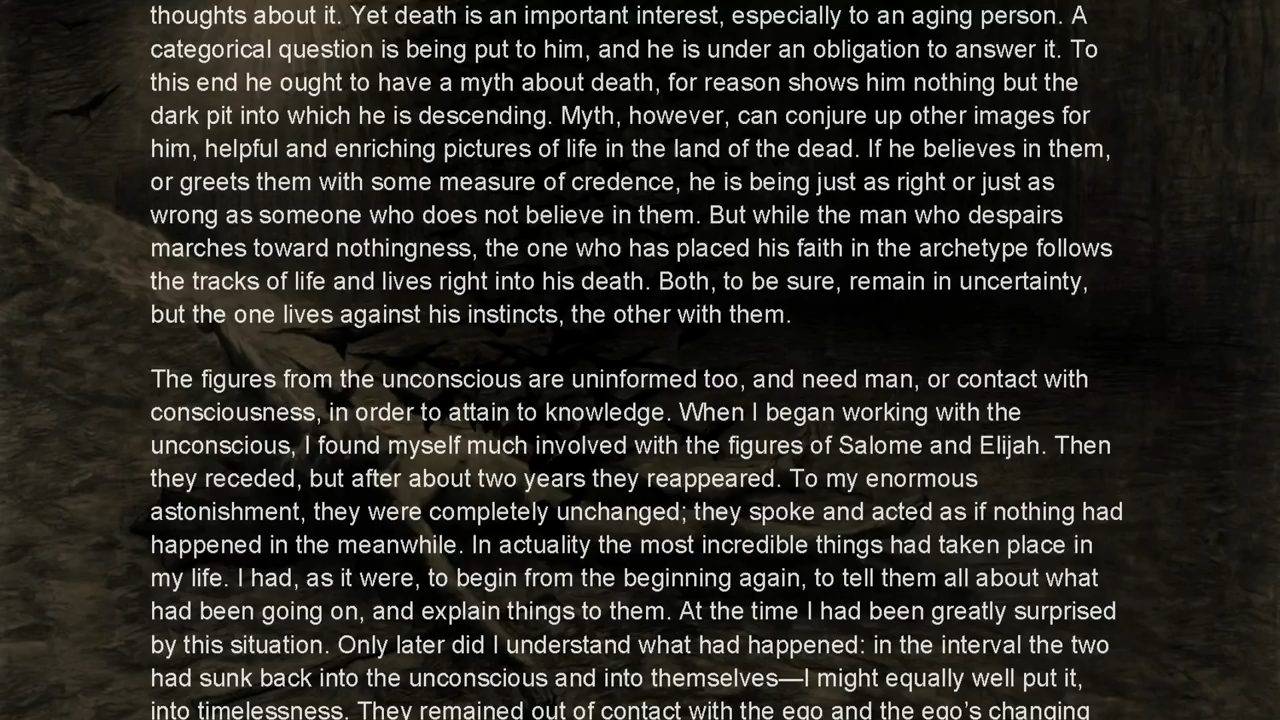 thoughts about it. Yet death is an important interest, especially to an aging person. A
categorical question is being put to him, and he is under an obligation to answer it. To
this end he ought to have a myth about death, for reason shows him nothing but the
dark pit into which he is descending. Myth, however, can conjure up other images for
him, helpful and enriching pictures of life in the land of the dead. If he believes in them,
or greets them with some measure of credence, he is being just as right or just as
wrong as someone who does not believe in them. But while the man who despairs
marches toward nothingness, the one who has placed his faith in the archetype follows
the tracks of life and lives right into his death. Both, to be sure, remain in uncertainty,
but the one lives against his instincts, the other with them.
The figures from the unconscious are uninformed too, and need man, or contact with
consciousness, in order to attain to knowledge. When I began working with the
unconscious, I found myself much involved with the figures of Salome and Elijah. Then
they receded, but after about two years they reappeared. To my enormous
astonishment, they were completely unchanged; they spoke and acted as if nothing had
happened in the meanwhile. In actuality the most incredible things had taken place in
my life. I had, as it were, to begin from the beginning again, to tell them all about what
had been going on, and explain things to them. At the time I had been greatly surprised
by this situation. Only later did I understand what had happened: in the interval the two
had sunk back into the unconscious and into themselves—I might equally well put it,
into timelessness. They remained out of contact with the ego and the ego's changing